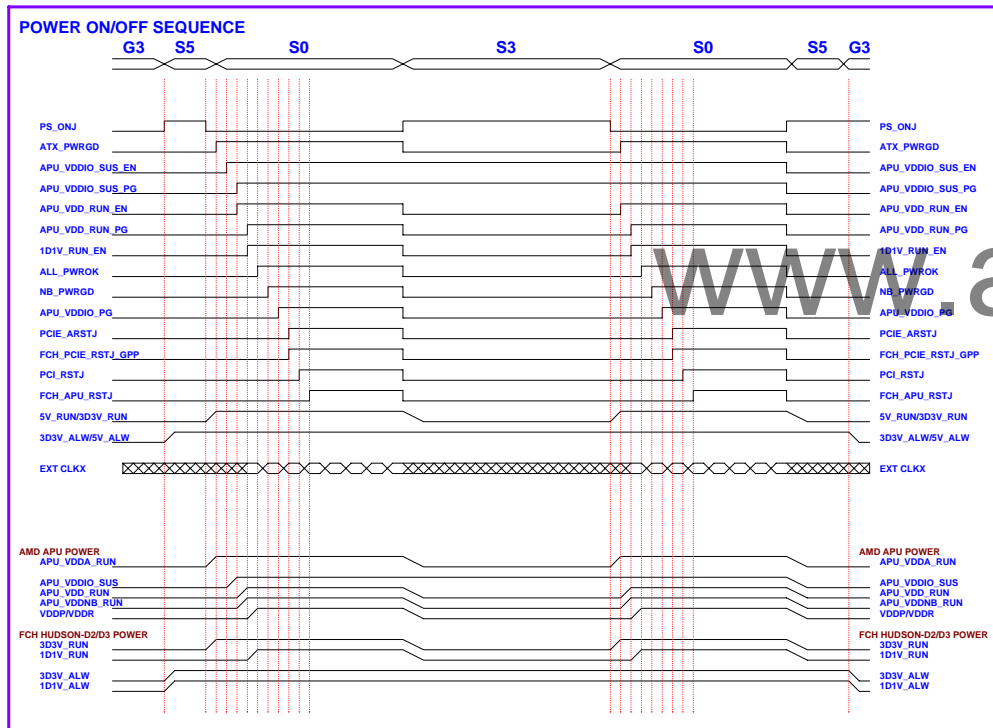 POWER ON/OFF SEQUENCE
G3 S5 S0 S3 S0 S5 G3
PS_ONJ PS_ONJ
ATX_PWRGD ATX_PWRGD
APU_VDDIO_SUS_EN APU_VDDIO_SUS_EN
APU_VDDIO_SUS_PG APU_VDDIO_SUS_PG
APU_VDD_RUN_EN APU_VDD_RUN_EN
APU_VDD_RUN_PG APU_VDD_RUN_PG
1D1V_RUN_EN 1D1V_RUN_EN
ALL_PWROK ALL_PWROK
www.a
NB_PWRGD NB_PWRGD
APU_VDDIO_PG APU_VDDIO_PG
PCIE_ARSTJ PCIE_ARSTJ
FCH_PCIE_RSTJ_GPP FCH_PCIE_RSTJ_GPP
PCI_RSTJ PCI_RSTJ
FCH_APU_RSTJ FCH_APU_RSTJ
5V_RUN/3D3V_RUN 5V_RUN/3D3V_RUN
3D3V_ALW/5V_ALW 3D3V_ALW/5V_ALW
EXT CLKX EXT CLKX
AMD APU POWER AMD APU POWER
APU_VDDA_RUN APU_VDDA_RUN
APU_VDDIO_SUS APU_VDDIO_SUS
APU_VDD_RUN APU_VDD_RUN
APU_VDDNB_RUN APU_VDDNB_RUN
VDDP/VDDR VDDP/VDDR
FCH HUDSON-D2/D3 POWER FCH HUDSON-D2/D3 POWER
3D3V_RUN 3D3V_RUN
1D1V_RUN 1D1V_RUN
3D3V_ALW 3D3V_ALW
1D1V_ALW 1D1V_ALW